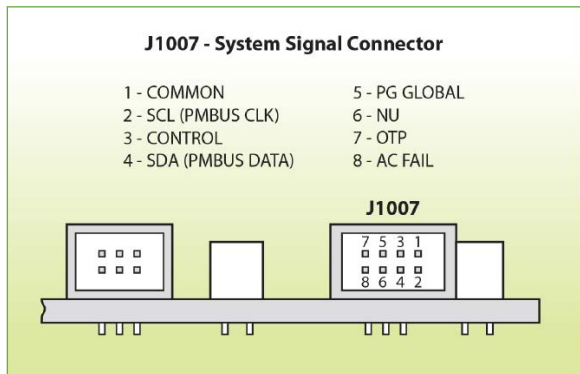 J1007 - System Signal Connector
1 - COMMON
2 - SCL (PMBUS CLK)
3 - CONTROL
4 - SDA (PMBUS DATA)
5 - PG GLOBAL
6 - NU
7 - OTP
8 - AC FAIL
J1007
7 5 3 1
8 6 4 2